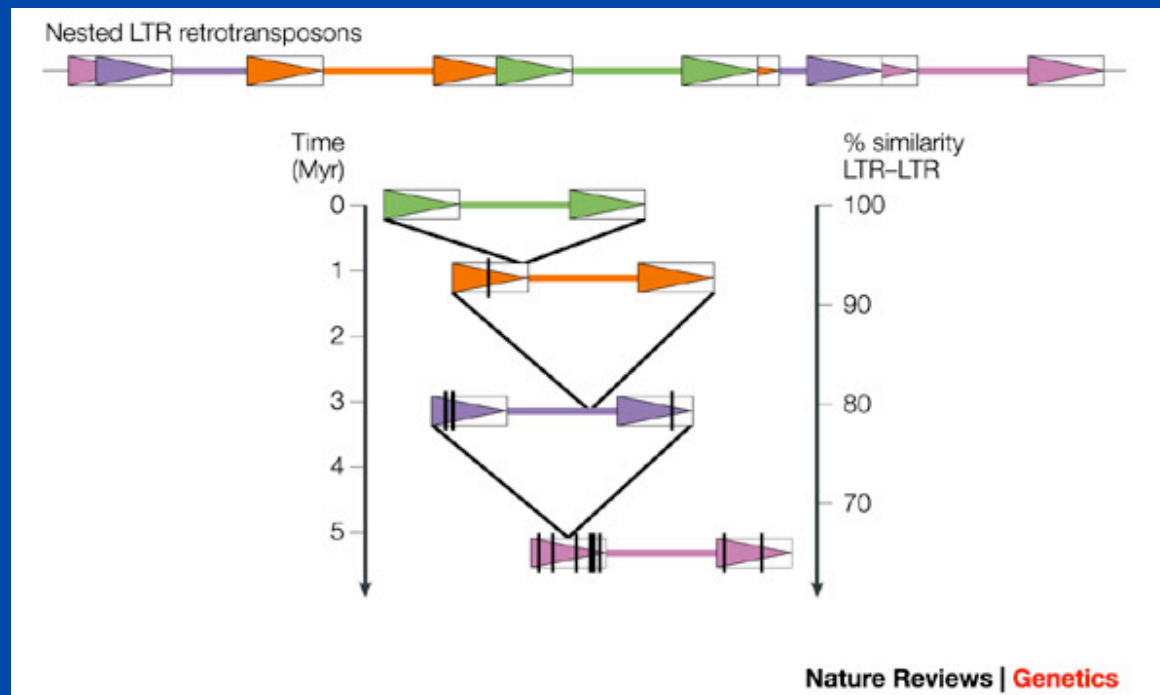 Nested LTR retrotransposons
Time
(Myr)
% similarity
LTR–LTR
0
100
1
90
2
3
80
4
70
5
Nature Reviews | Genetics